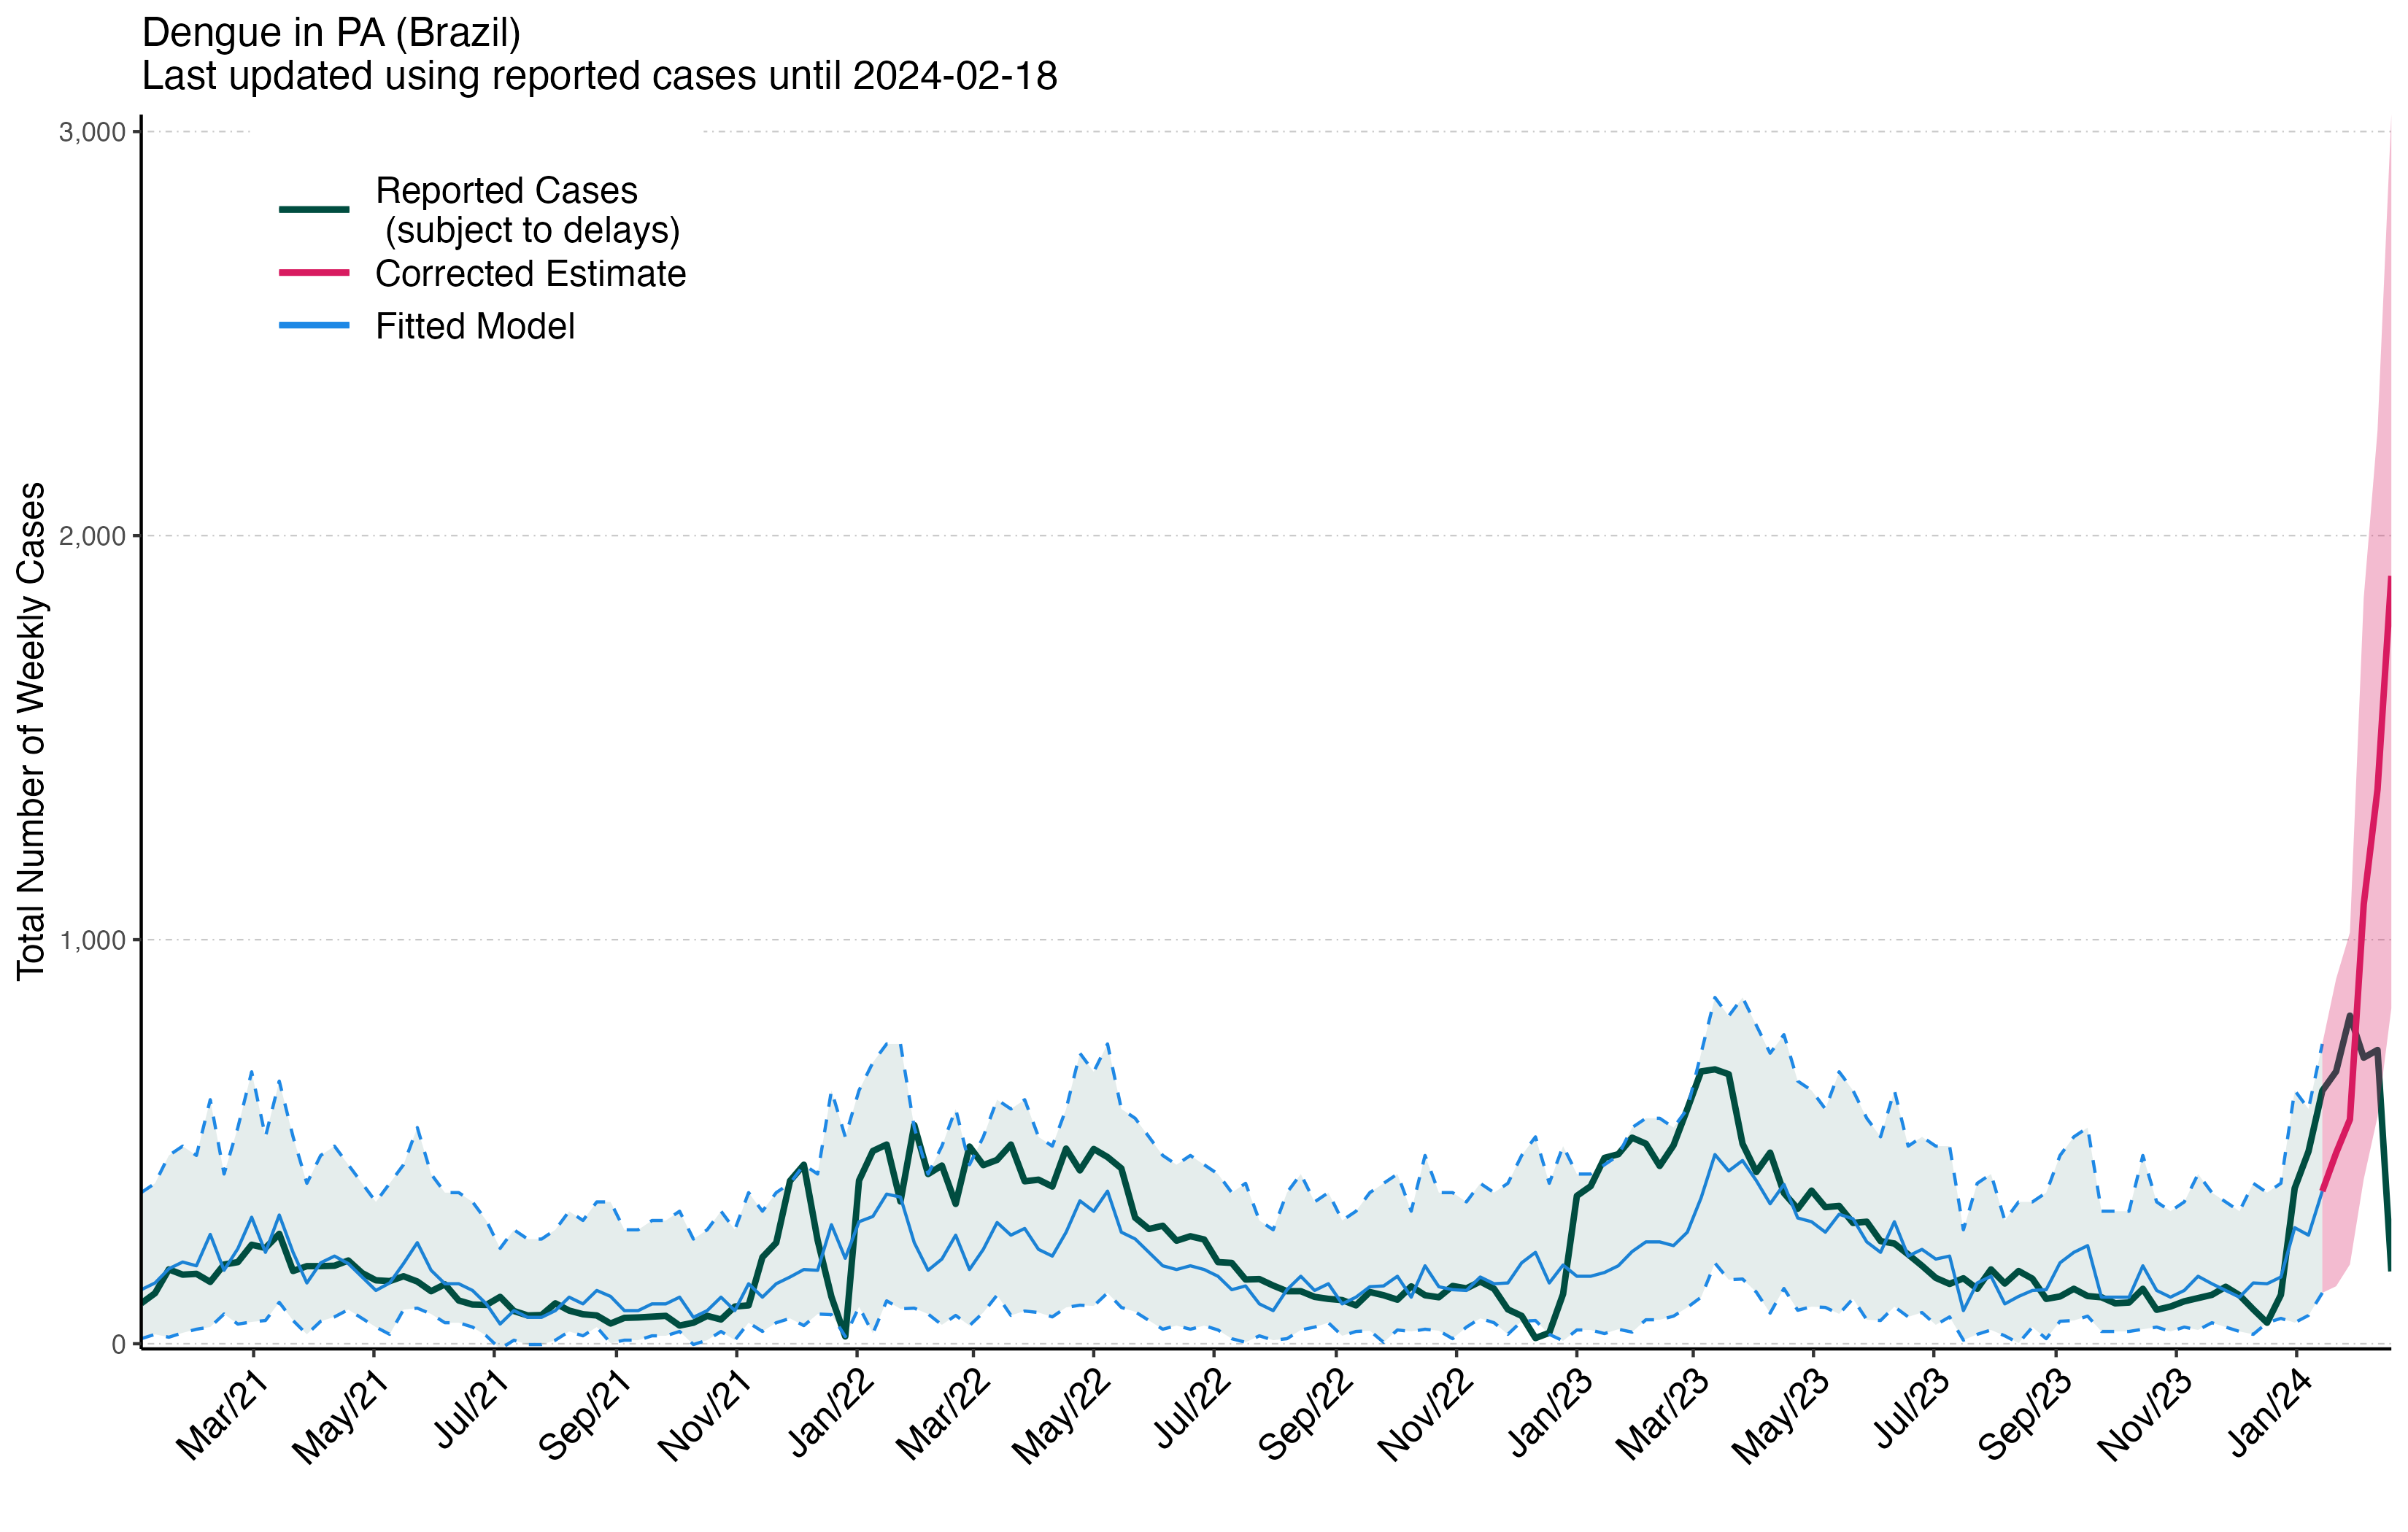 Dengue in PA (Brazil)
Last updated using reported cases until 2024-02-18
3,000
2,000
1,000
0
Total Number of Weekly Cases
Reported Cases
(subject to delays)
Corrected Estimate
Fitted Model
Mar/21
May/21
Jul/21
Sep/21
Nov/21
Jan/22
Mar/22
May/22
Jul/22
Sep/22
Nov/22
Jan/23
Mar/23
May/23
Jul/23
Sep/23
Nov/23
Jan/24